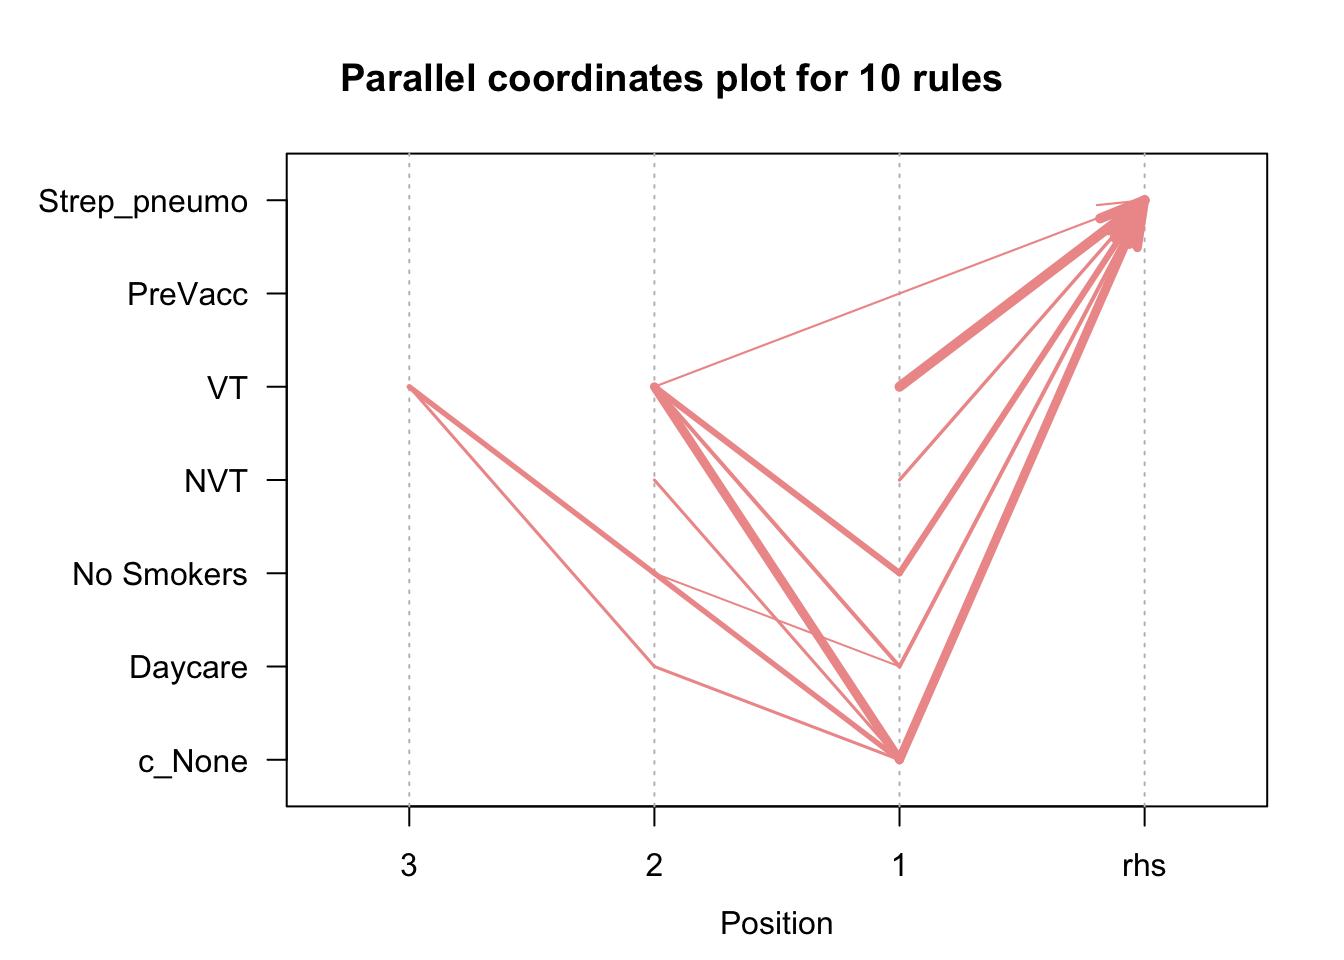 Parallel coordinates plot for 10 rules
Strep_pneumo
PreVacc
VT
NVT
No Smokers
Daycare
c_None
3 2 1 rhs
Position